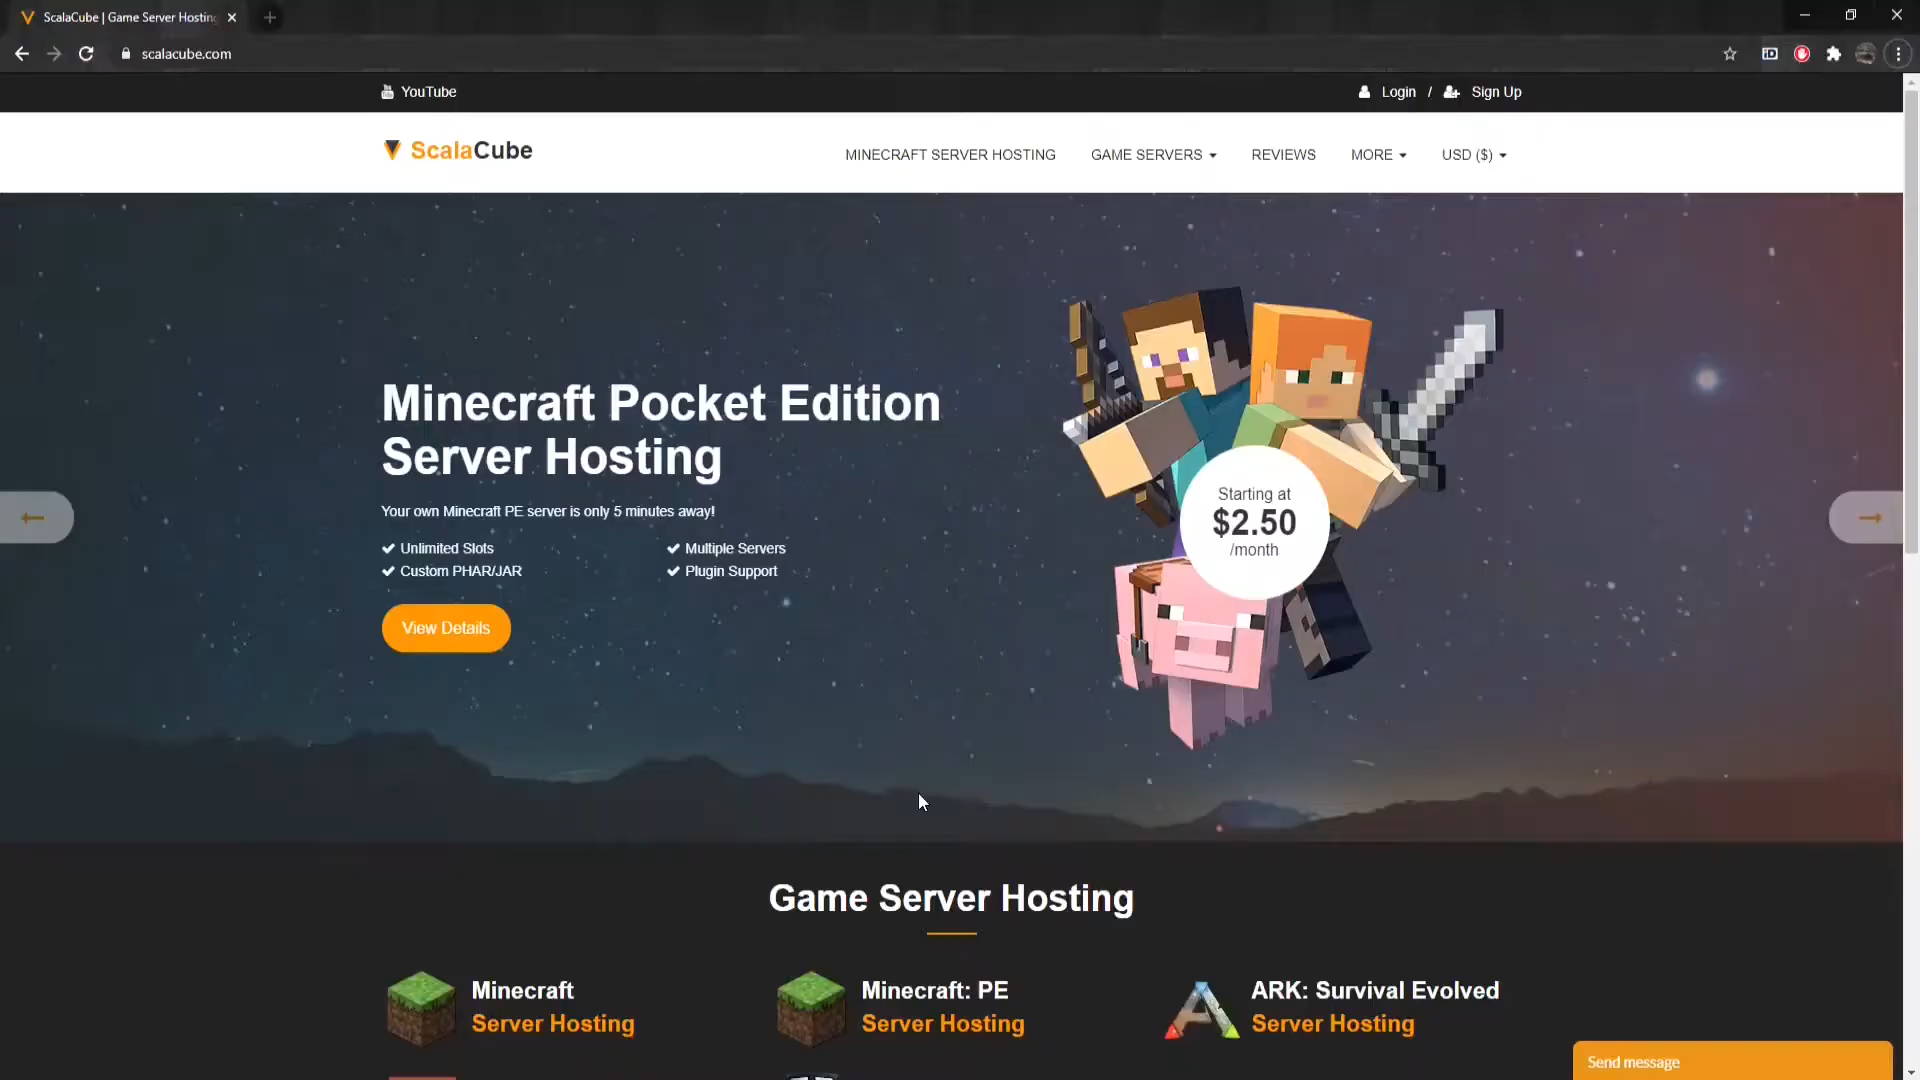 ScalaCube | Game Server Hosting
scalacube.com
YouTube
Login / Sign Up
ScalaCube
MINECRAFT SERVER HOSTING GAME SERVERS REVIEWS MORE USD ($)
Minecraft Pocket Edition
Server Hosting
Your own Minecraft PE server is only 5 minutes away!
Unlimited Slots
Multiple Servers
Custom PHAR/JAR
Plugin Support
View Details
Starting at
$2.50
/month
Game Server Hosting
Minecraft
Server Hosting
Minecraft: PE
Server Hosting
ARK: Survival Evolved
Server Hosting
Send message